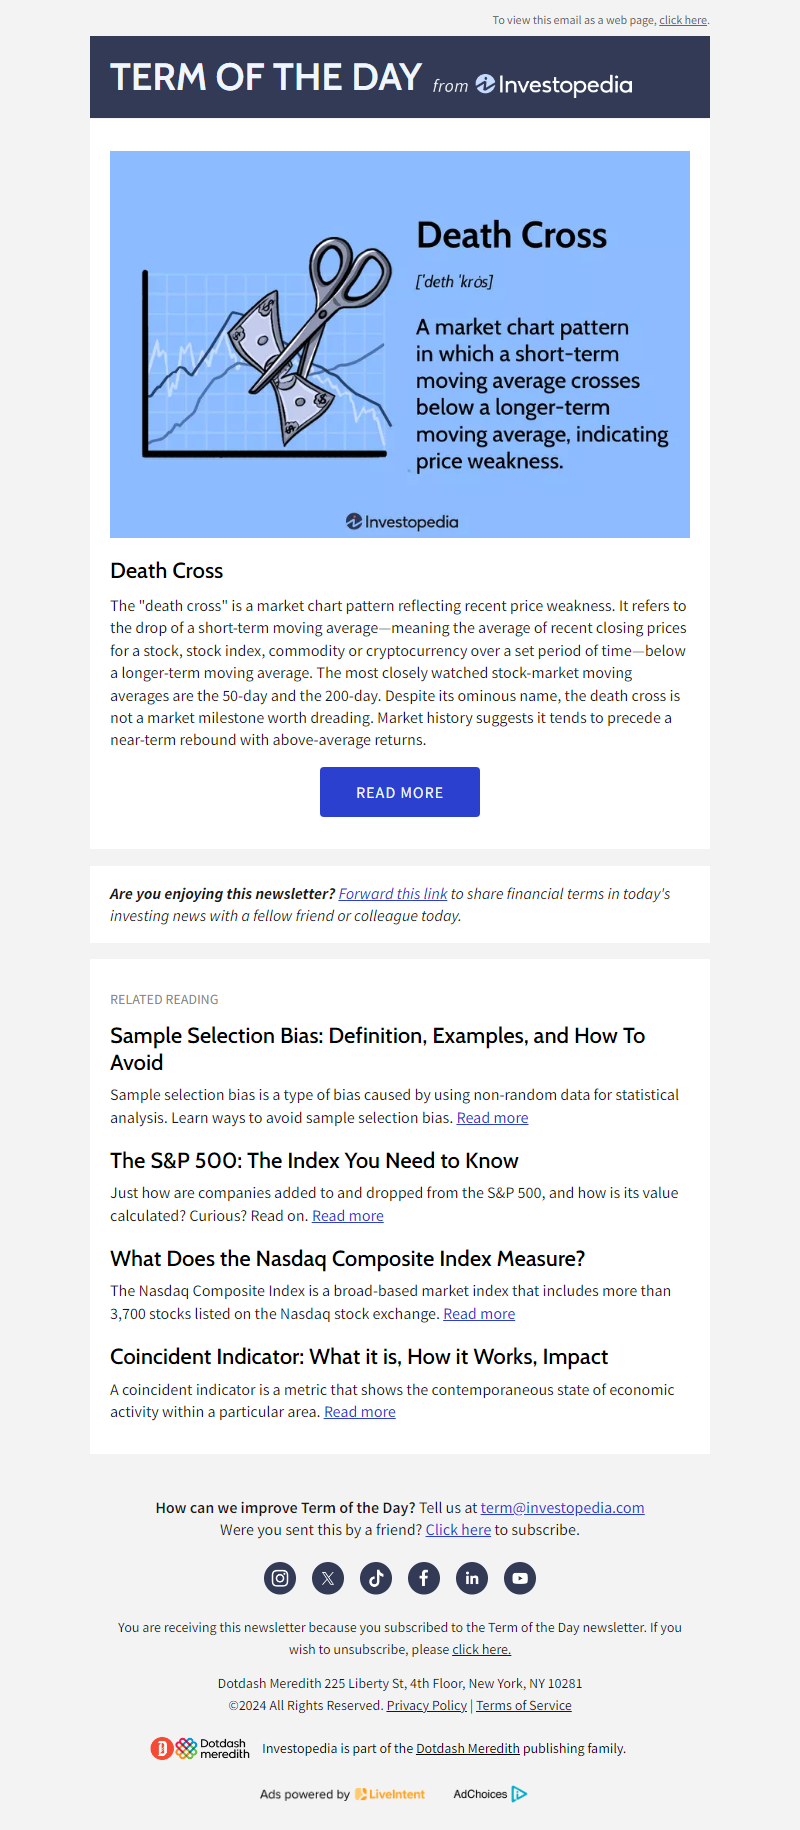 To view this email as a web page, click here.
TERM OF THE DAY from Investopedia
Death Cross
['deth 'krȯs]
A market chart pattern
in which a short-term
moving average crosses
below a longer-term
moving average, indicating
price weakness.
Investopedia
Death Cross
The "death cross" is a market chart pattern reflecting recent price weakness. It refers to
the drop of a short-term moving average—meaning the average of recent closing prices
for a stock, stock index, commodity or cryptocurrency over a set period of time—below
a longer-term moving average. The most closely watched stock-market moving
averages are the 50-day and the 200-day. Despite its ominous name, the death cross is
not a market milestone worth dreading. Market history suggests it tends to precede a
near-term rebound with above-average returns.
READ MORE
Are you enjoying this newsletter? Forward this link to share financial terms in today's
investing news with a fellow friend or colleague today.
RELATED READING
Sample Selection Bias: Definition, Examples, and How To
Avoid
Sample selection bias is a type of bias caused by using non-random data for statistical
analysis. Learn ways to avoid sample selection bias. Read more
The S&P 500: The Index You Need to Know
Just how are companies added to and dropped from the S&P 500, and how is its value
calculated? Curious? Read on. Read more
What Does the Nasdaq Composite Index Measure?
The Nasdaq Composite Index is a broad-based market index that includes more than
3,700 stocks listed on the Nasdaq stock exchange. Read more
Coincident Indicator: What it is, How it Works, Impact
A coincident indicator is a metric that shows the contemporaneous state of economic
activity within a particular area. Read more
How can we improve Term of the Day? Tell us at term@investopedia.com
Were you sent this by a friend? Click here to subscribe.
You are receiving this newsletter because you subscribed to the Term of the Day newsletter. If you
wish to unsubscribe, please click here.
Dotdash Meredith 225 Liberty St, 4th Floor, New York, NY 10281
©2024 All Rights Reserved. Privacy Policy | Terms of Service
Dotdash
meredith
Investopedia is part of the Dotdash Meredith publishing family.
Ads powered by LiveIntent AdChoices